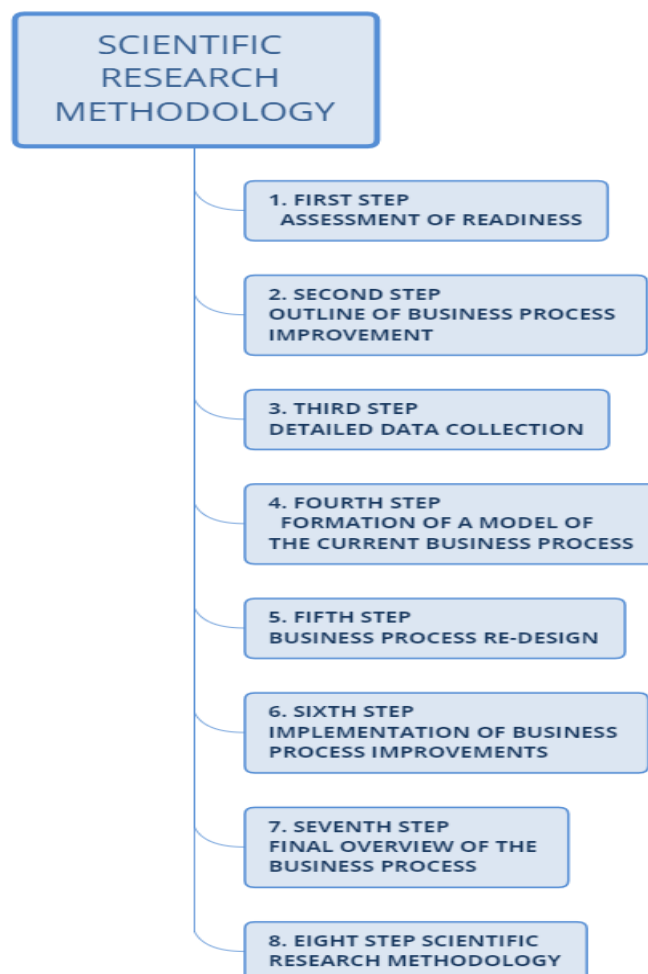 SCIENTIFIC
RESEARCH
METHODOLOGY
1. FIRST STEP
ASSESSMENT OF READINESS
2. SECOND STEP
OUTLINE OF BUSINESS PROCESS
IMPROVEMENT
3. THIRD STEP
DETAILED DATA COLLECTION
4. FOURTH STEP
FORMATION OF A MODEL OF
THE CURRENT BUSINESS PROCESS
5. FIFTH STEP
BUSINESS PROCESS RE-DESIGN
6. SIXTH STEP
IMPLEMENTATION OF BUSINESS
PROCESS IMPROVEMENTS
7. SEVENTH STEP
FINAL OVERVIEW OF THE
BUSINESS PROCESS
8. EIGHT STEP SCIENTIFIC
RESEARCH METHODOLOGY